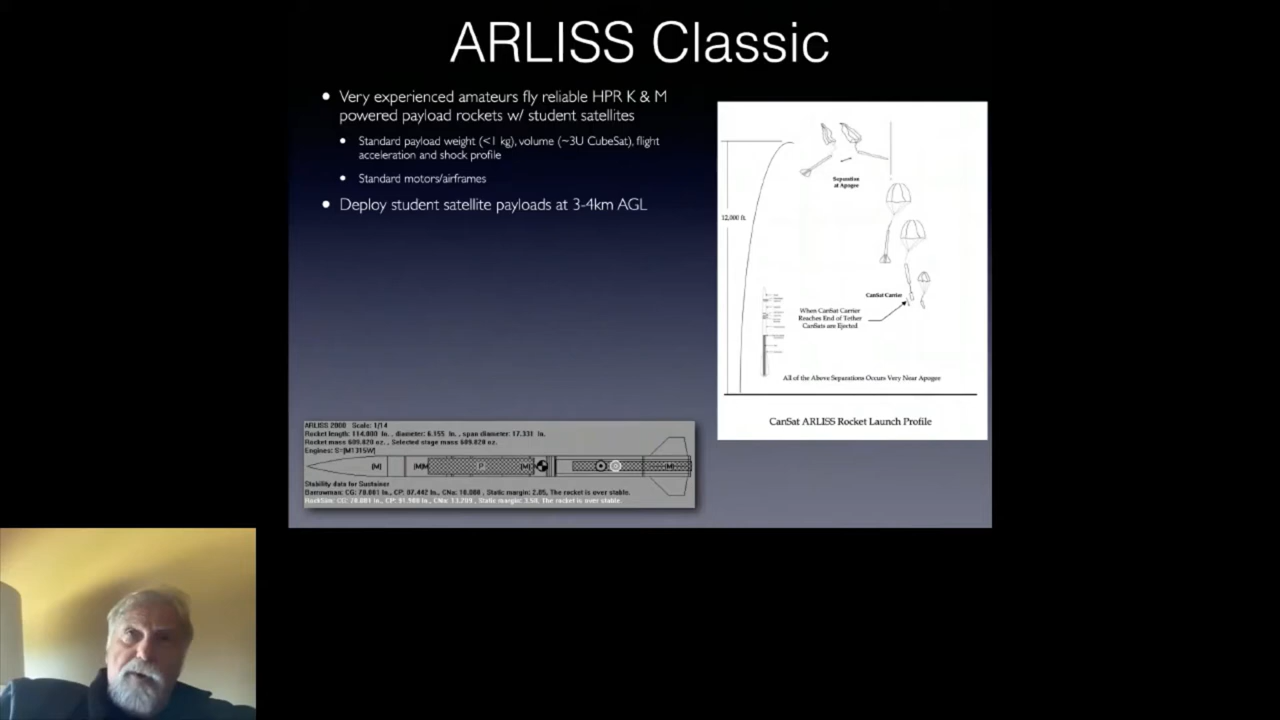 ARLISS Classic
• Very experienced amateurs fly reliable HPR K & M
powered payload rockets w/ student satellites
• Standard payload weight (<1 kg), volume (~3U CubeSat), flight
acceleration and shock profile
• Standard motors/airframes
• Deploy student satellite payloads at 3-4km AGL
Separation
at Apogee
12,000 ft.
CanSat Carrier
When CanSat Carrier
Reaches End of Tether
CanSats are Ejected
All of the Above Separations Occurs Very Near Apogee
CanSat ARLISS Rocket Launch Profile
ARLISS 2000 Scale: 1/14
Rocket length: 114.000 In. , diameter: 6.155 In. , span diameter: 17.331 In.
Rocket mass 609.820 oz. , Selected stage mass 609.820 oz.
Engines: S=[M1315W]
[M] [M]M P [M] [M]
Stability data for Sustainer
Barrowman: CG: 70.001 In., CP: 87.442 In., CNa: 10.008 , Static margin: 2.85, The rocket is over stable.
RockSim: CG: 70.001 In., CP: 91.900 In., CNa: 13.209 , Static margin: 3.58, The rocket is over stable.